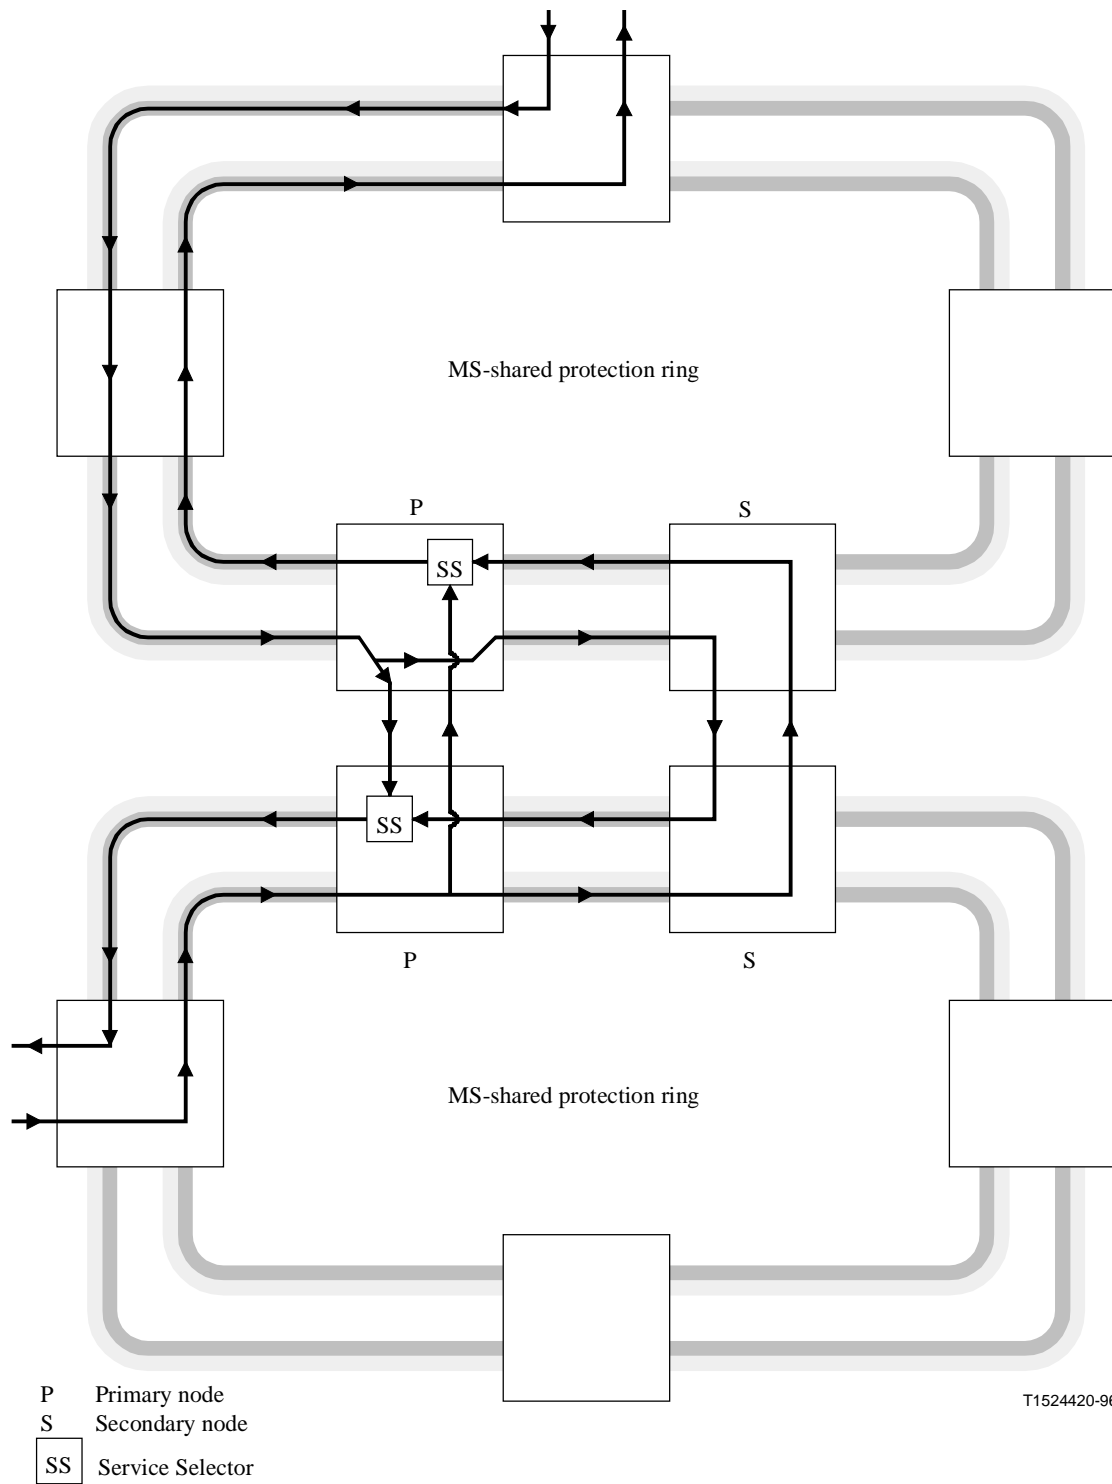 MS-shared protection ring
P
S
SS
SS
P
S
MS-shared protection ring
P Primary node
S Secondary node
SS Service Selector
T1524420-96